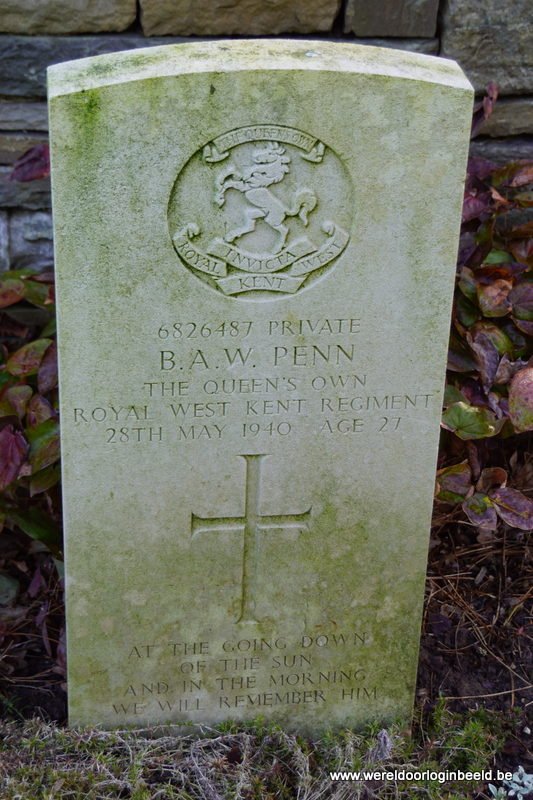 THE QUEEN'S OWN
INVICTA
ROYAL WEST
KENT
6826487 PRIVATE
B.A.W. PENN
THE QUEEN'S OWN
ROYAL WEST KENT REGIMENT
28TH MAY 1940 AGE 27
AT THE GOING DOWN
OF THE SUN
AND IN THE MORNING
WE WILL REMEMBER HIM
www.wereldoorloginbeeld.be